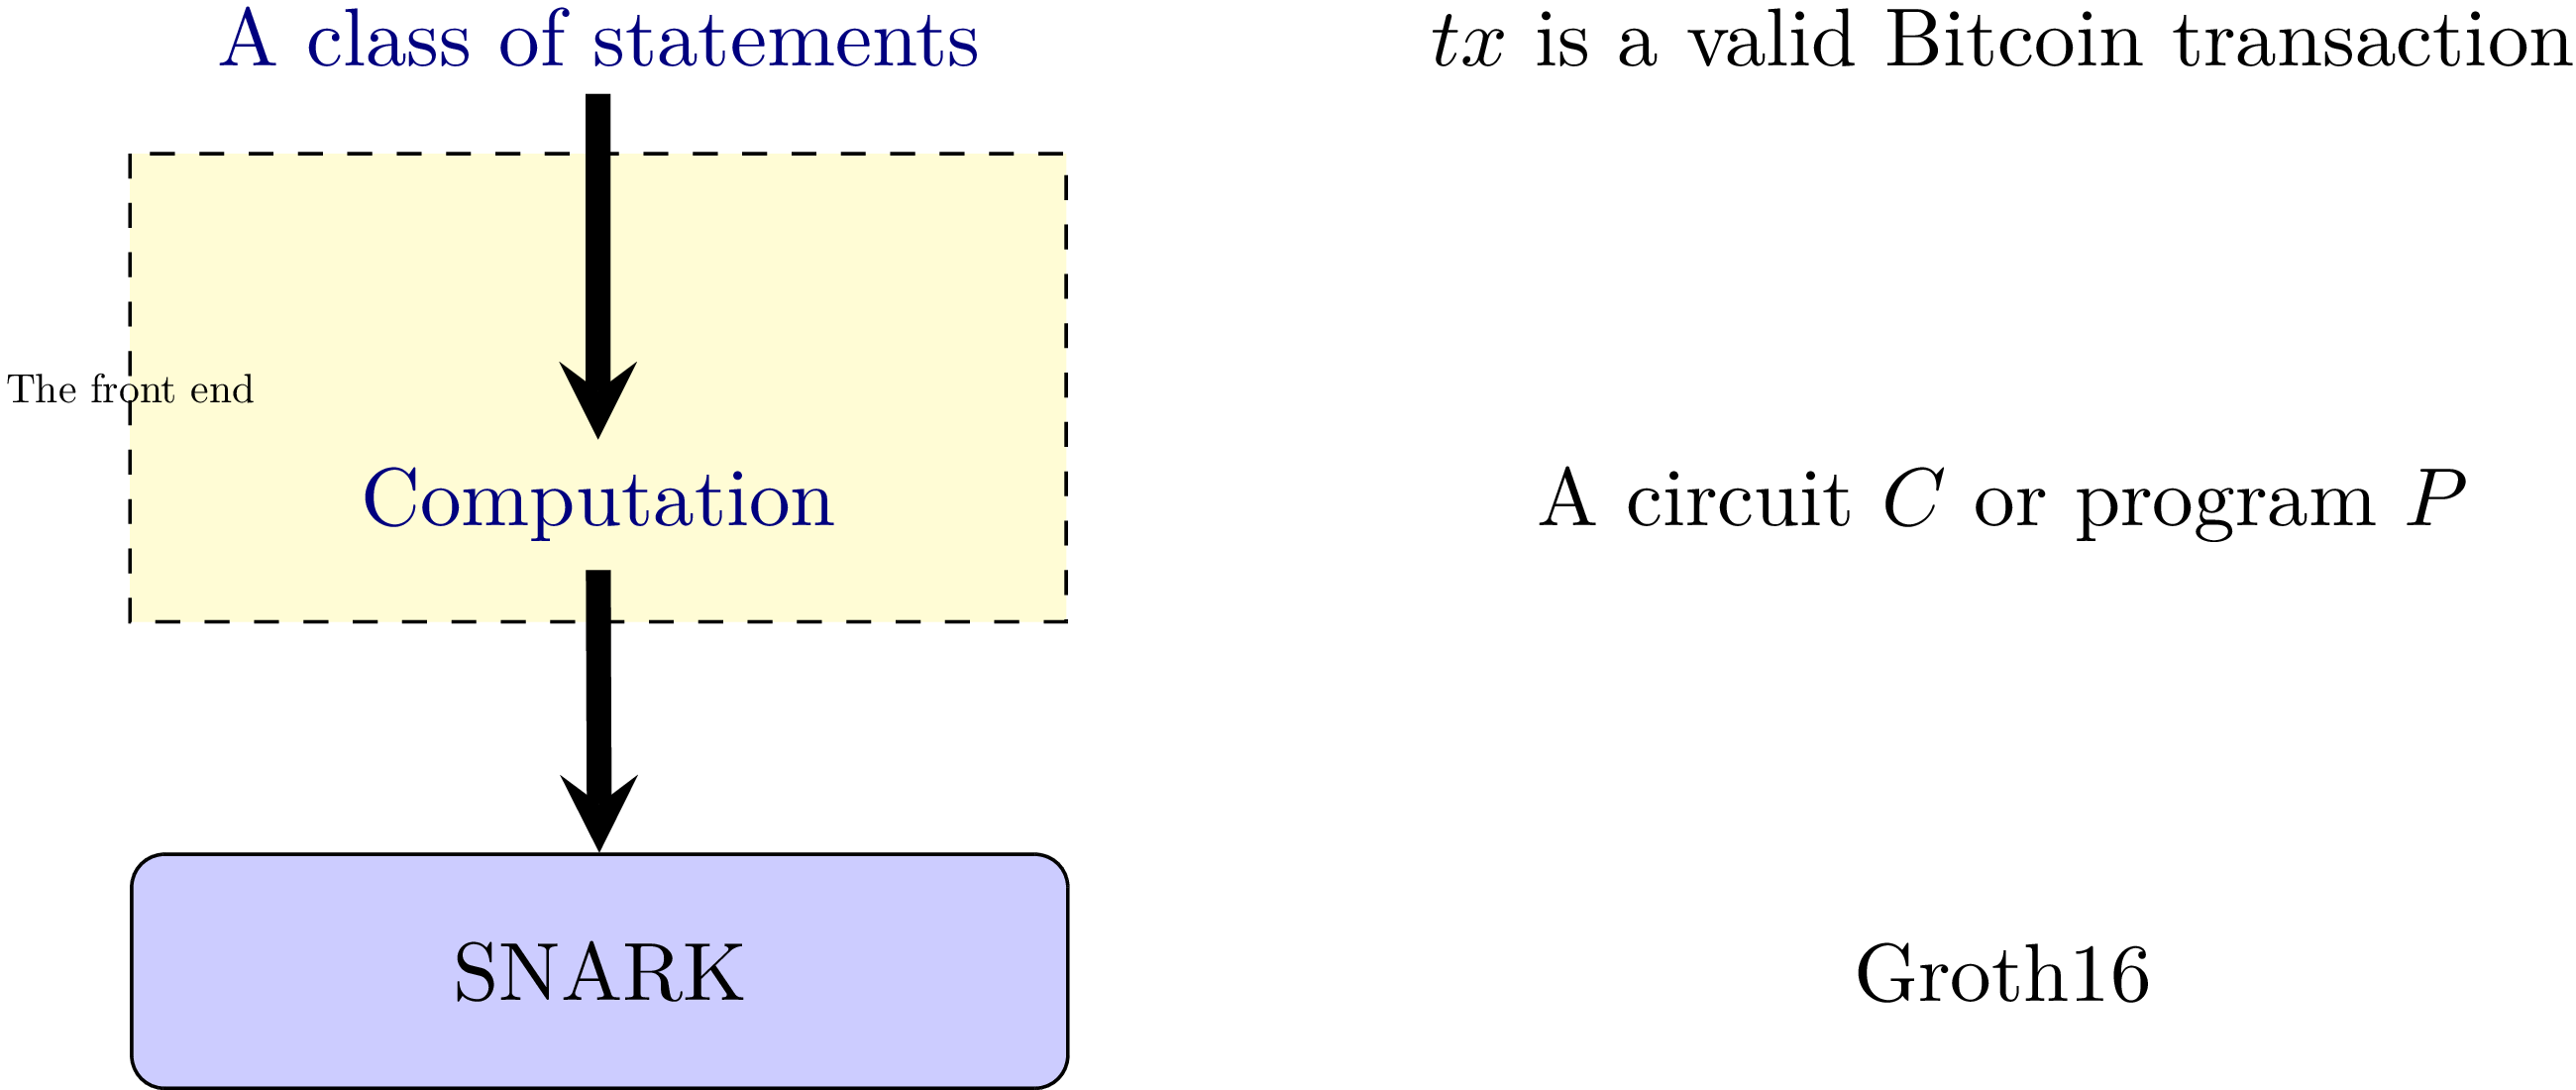 A class of statements
tx is a valid Bitcoin transaction
The front end
Computation
A circuit C or program P
SNARK
Groth16